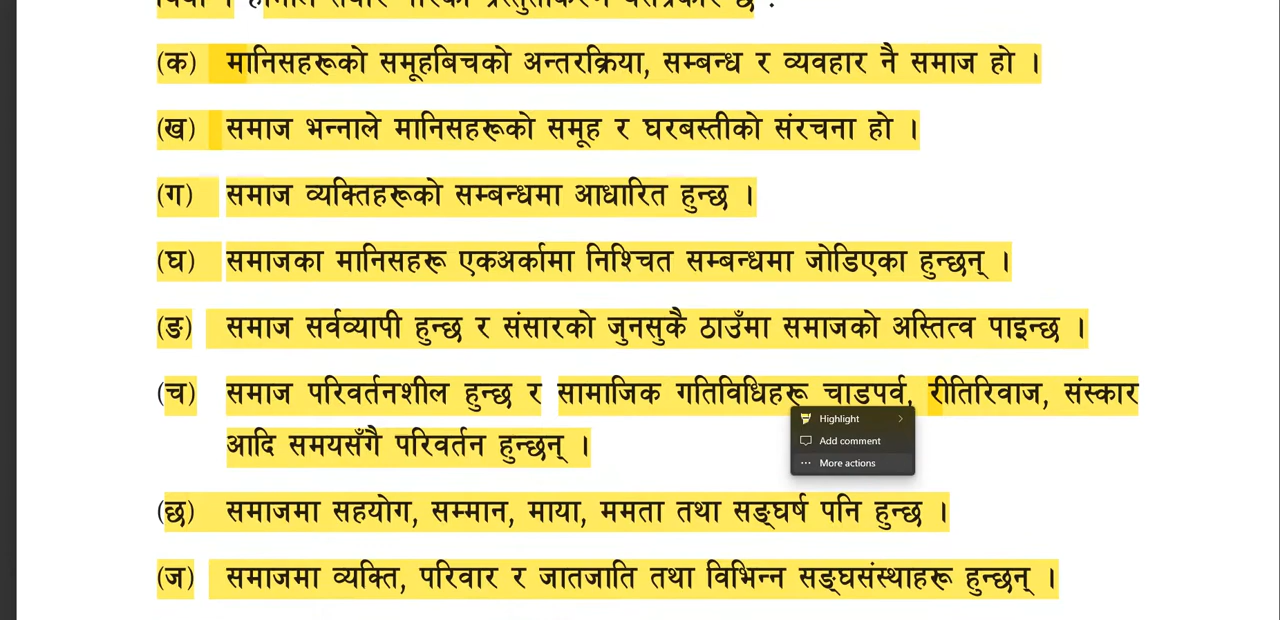 (क) मानिसहरूको समूहबिचको अन्तरक्रिया, सम्बन्ध र व्यवहार नै समाज हो ।
(ख) समाज भन्नाले मानिसहरूको समूह र घरबस्तीको संरचना हो ।
(ग) समाज व्यक्तिहरूको सम्बन्धमा आधारित हुन्छ ।
(घ) समाजका मानिसहरू एकअर्कामा निश्चित सम्बन्धमा जोडिएका हुन्छन् ।
(ङ) समाज सर्वव्यापी हुन्छ र संसारको जुनसुकै ठाउँमा समाजको अस्तित्व पाइन्छ ।
(च) समाज परिवर्तनशील हुन्छ र सामाजिक गतिविधिहरू चाडपर्व, रीतिरिवाज, संस्कार
आदि समयसँगै परिवर्तन हुन्छन् ।
Highlight
Add comment
More actions
(छ) समाजमा सहयोग, सम्मान, माया, ममता तथा सङ्घर्ष पनि हुन्छ ।
(ज) समाजमा व्यक्ति, परिवार र जातजाति तथा विभिन्न सङ्घसंस्थाहरू हुन्छन् ।